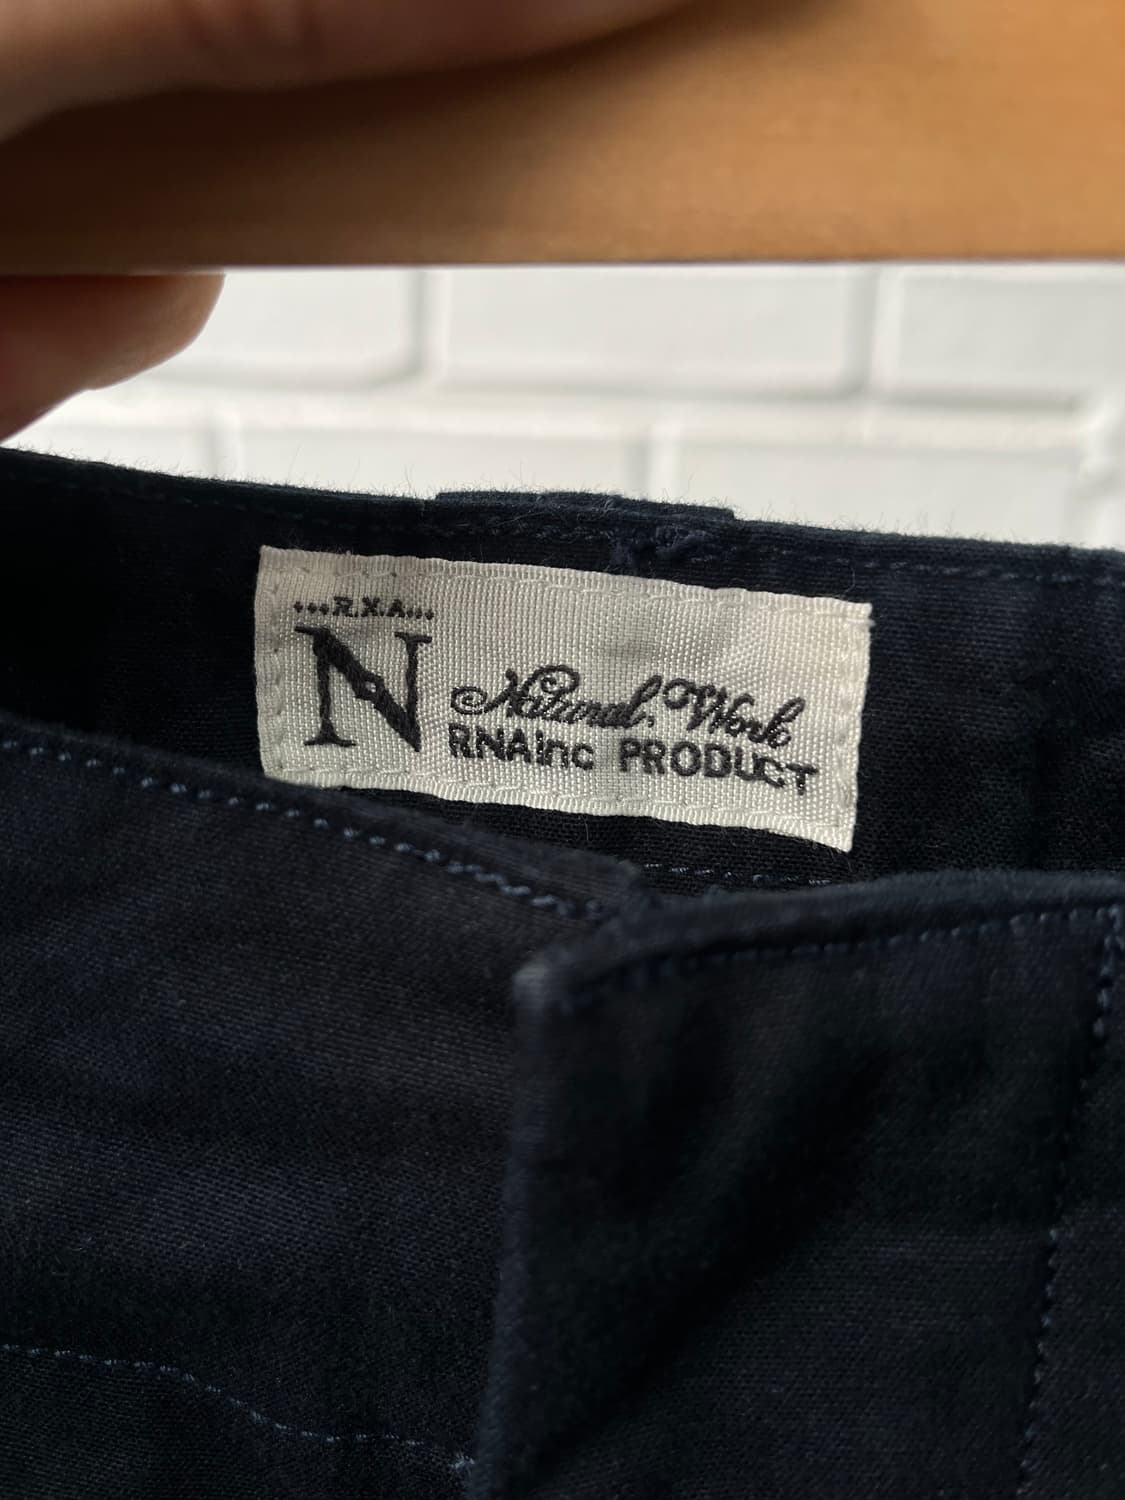 ...R.N.A...
N
Natural. Work
RNAinc PRODUCT